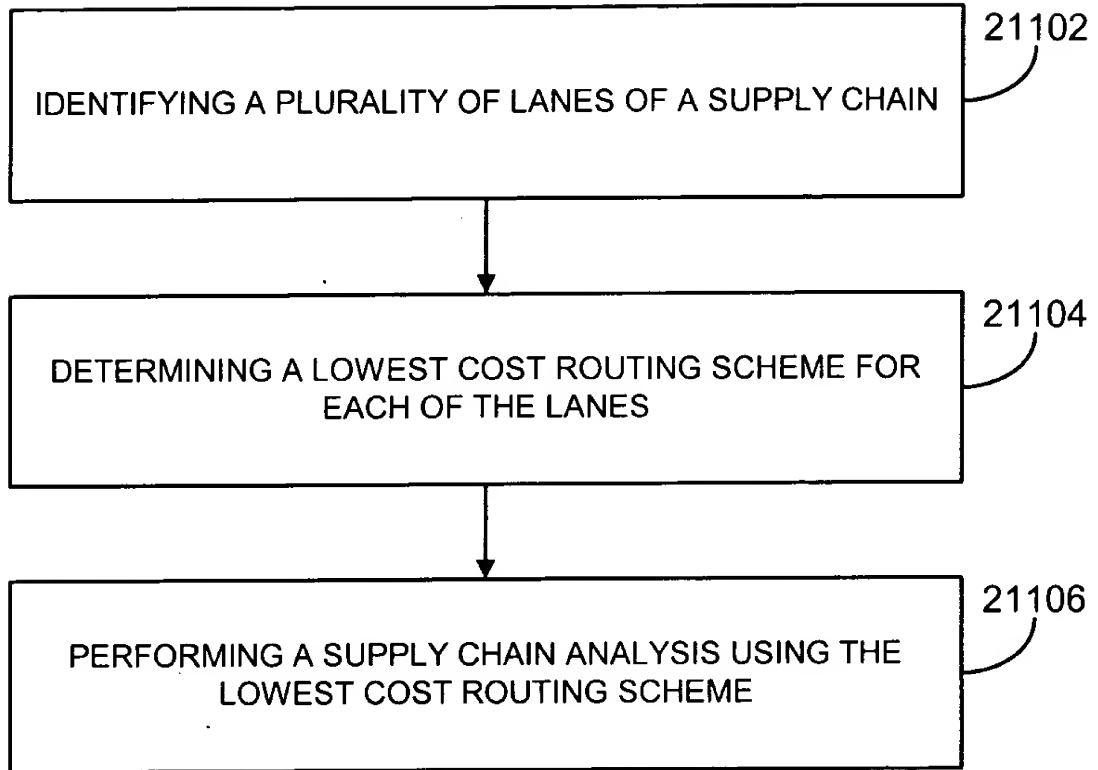 21102
IDENTIFYING A PLURALITY OF LANES OF A SUPPLY CHAIN
21104
DETERMINING A LOWEST COST ROUTING SCHEME FOR
EACH OF THE LANES
21106
PERFORMING A SUPPLY CHAIN ANALYSIS USING THE
LOWEST COST ROUTING SCHEME